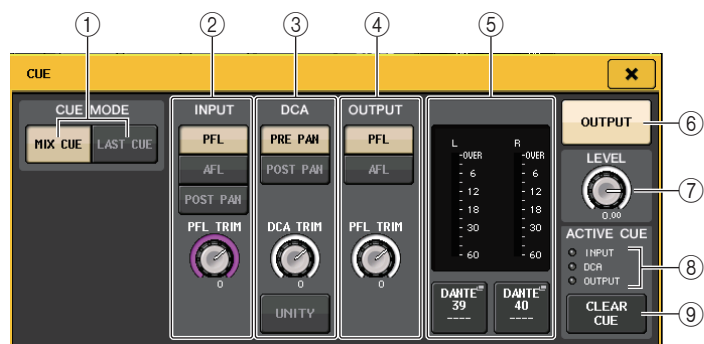 ① ② ③ ④ ⑤
CUE
CUE MODE
MIX CUE
LAST CUE
INPUT
PFL
AFL
POST PAN
PFL TRIM
0
DCA
PRE PAN
POST PAN
DCA TRIM
0
UNITY
OUTPUT
PFL
AFL
PFL TRIM
0
L R
-OVER -OVER
6 6
12 12
18 18
30 30
60 60
DANTE
39
----
DANTE
40
----
OUTPUT
⑥
LEVEL
0.00
⑦
ACTIVE CUE
INPUT
DCA
OUTPUT
⑧
CLEAR
CUE
⑨